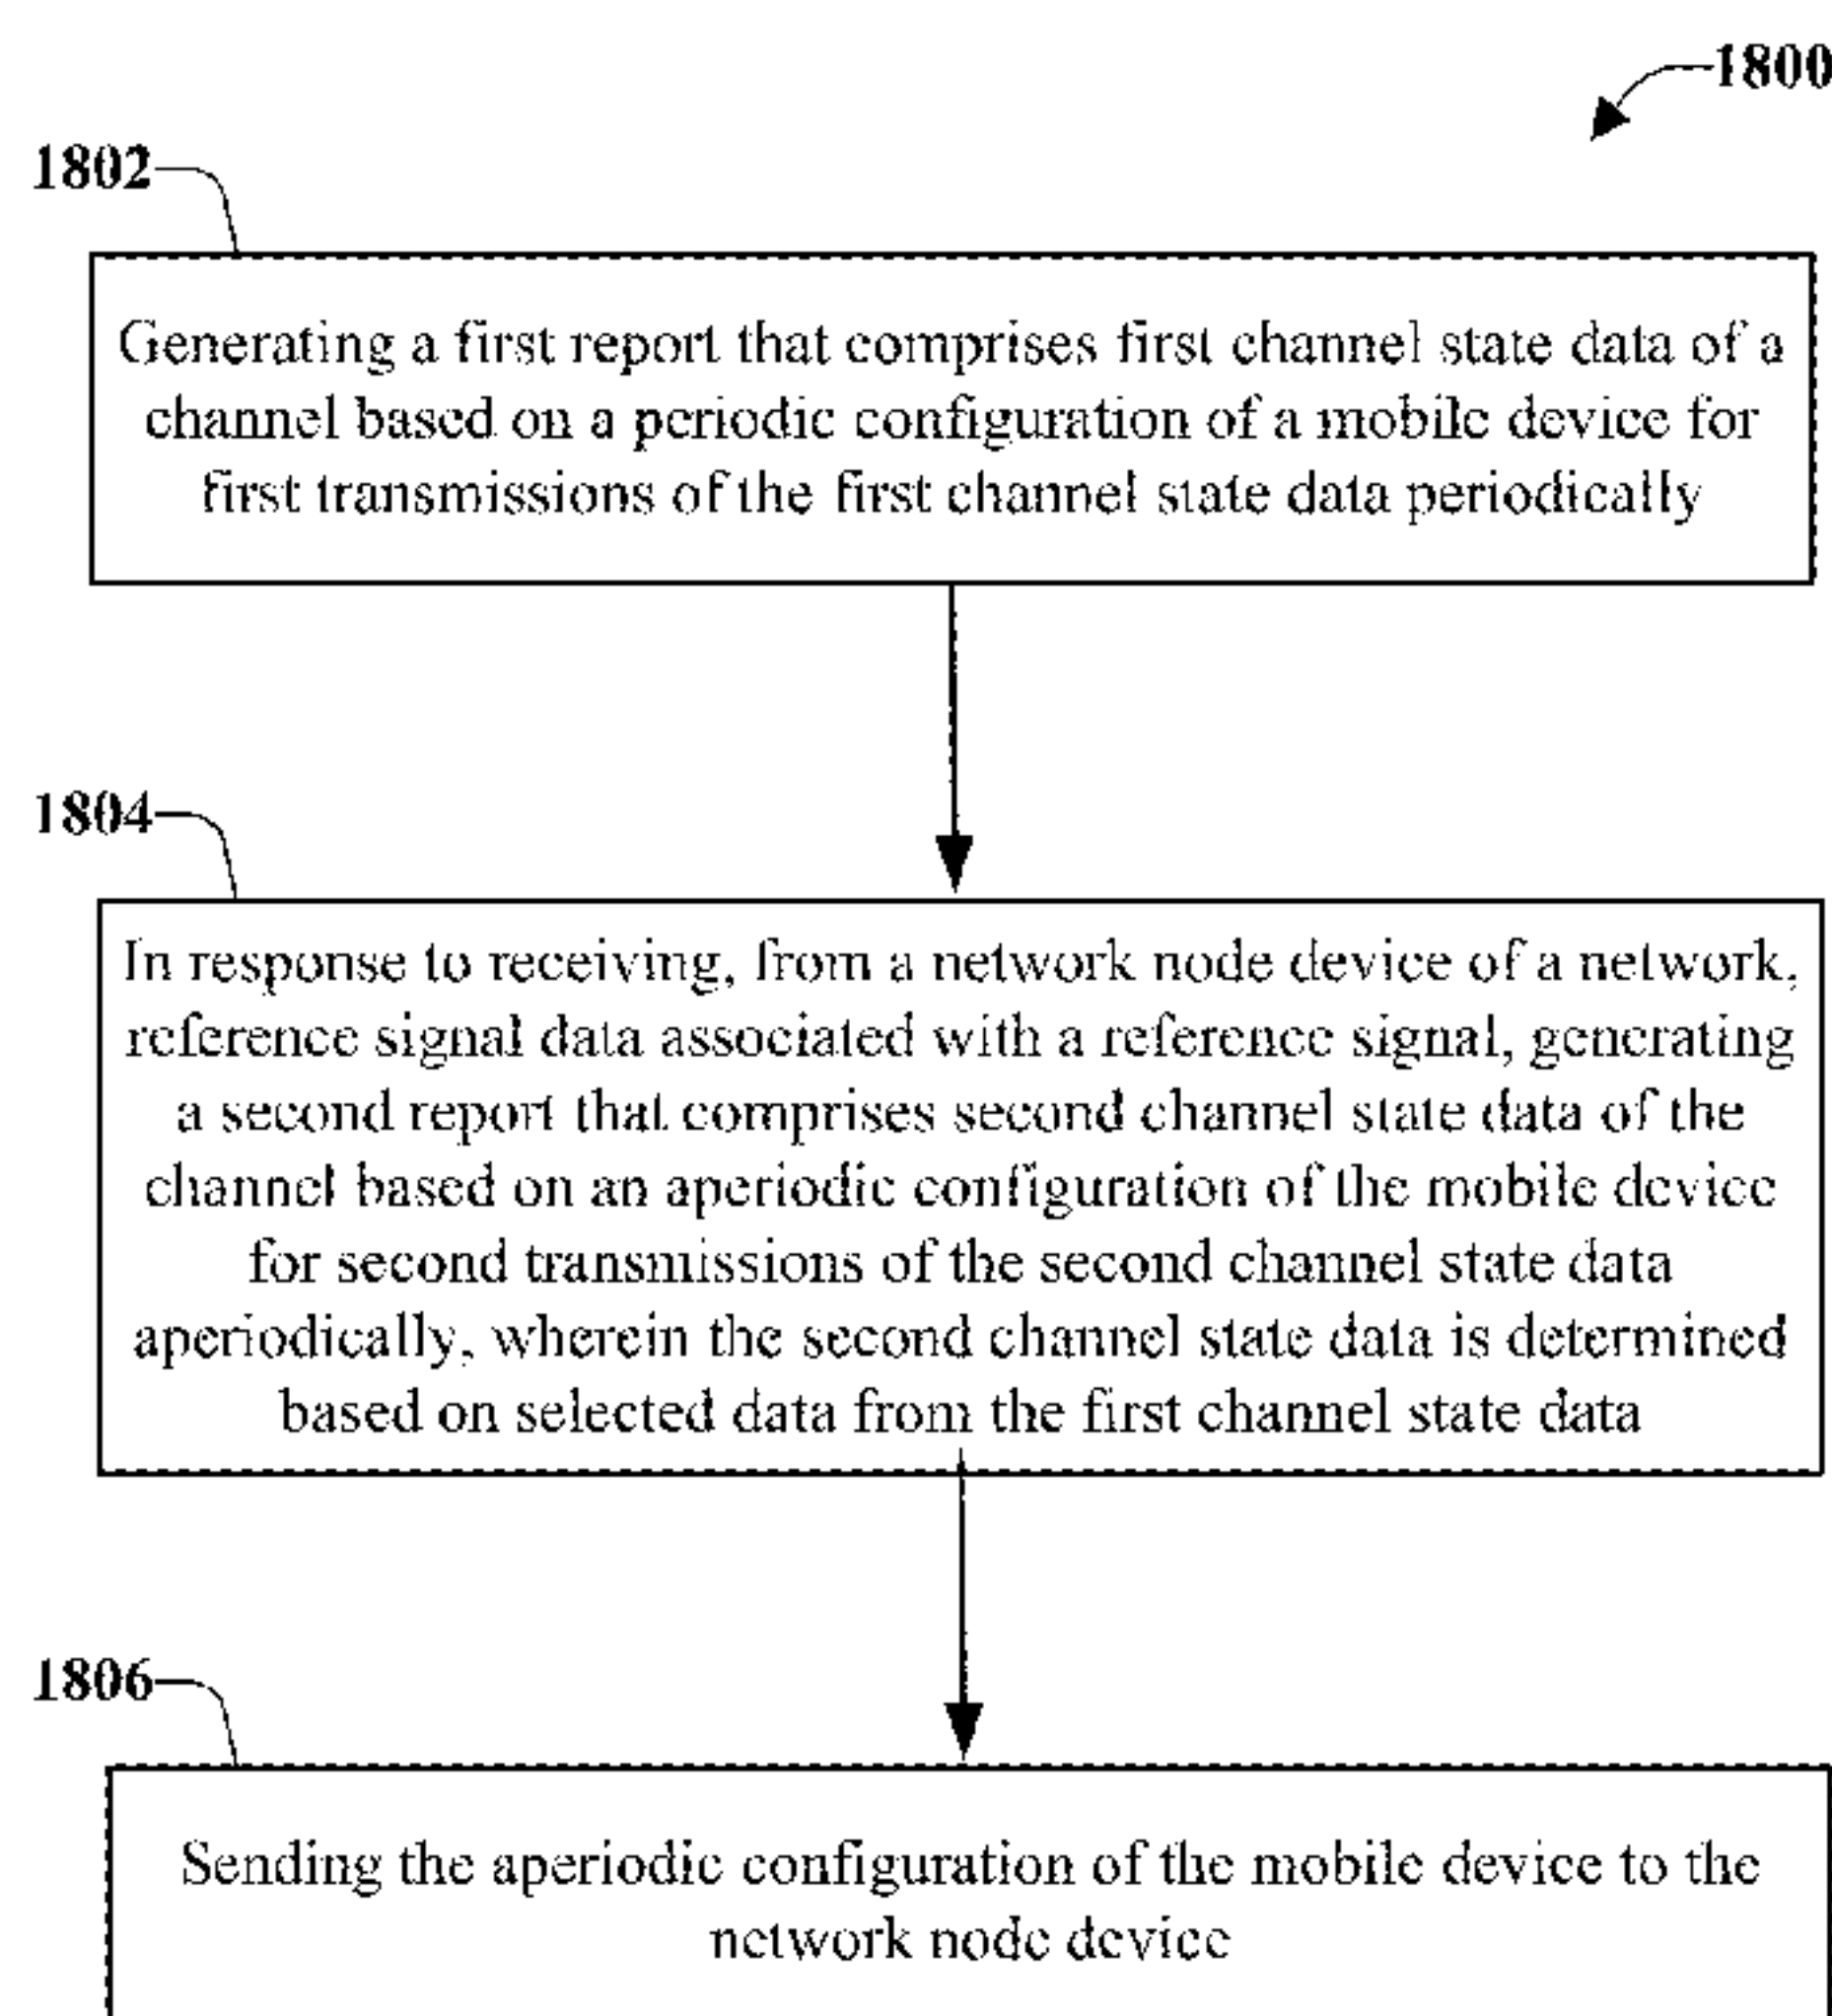 1800
1802
Generating a first report that comprises first channel state data of a
channel based on a periodic configuration of a mobile device for
first transmissions of the first channel state data periodically
1804
In response to receiving, from a network node device of a network,
reference signal data associated with a reference signal, generating
a second report that comprises second channel state data of the
channel based on an aperiodic configuration of the mobile device
for second transmissions of the second channel state data
aperiodically, wherein the second channel state data is determined
based on selected data from the first channel state data
1806
Sending the aperiodic configuration of the mobile device to the
network node device